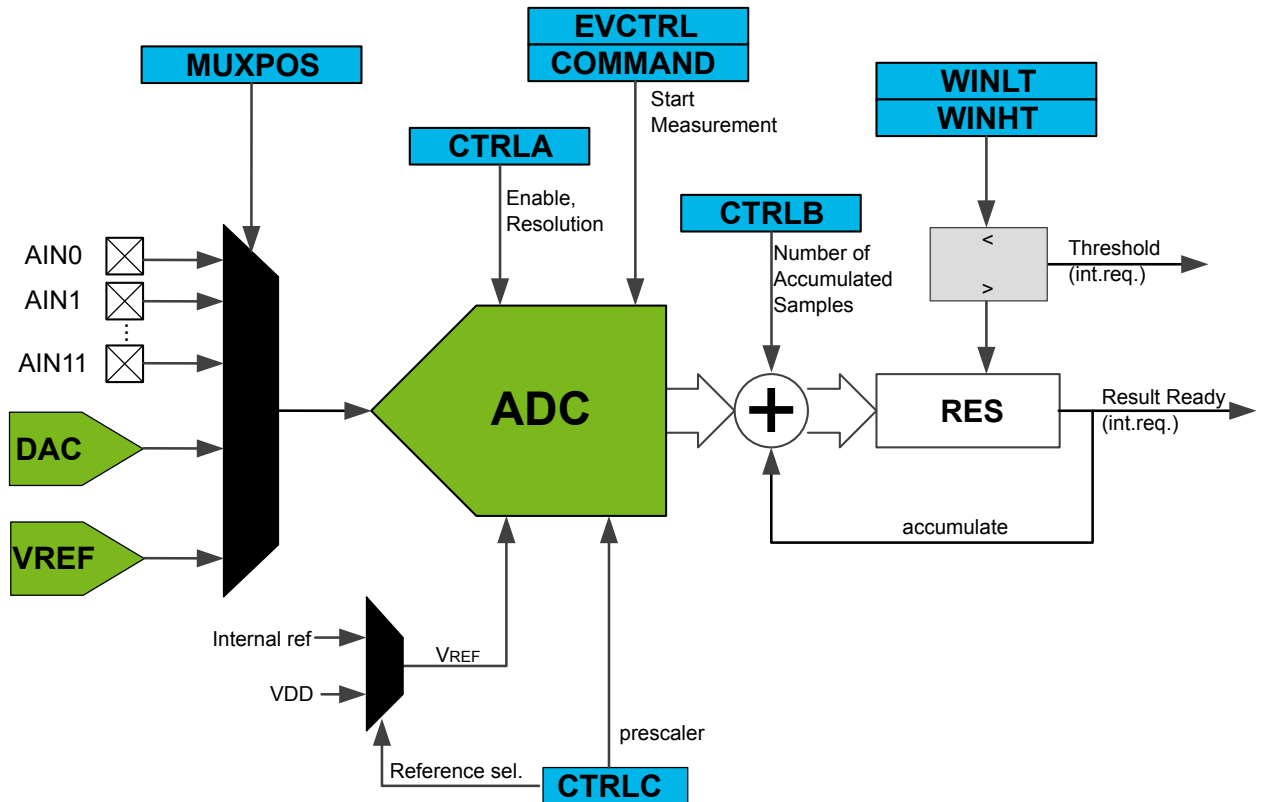 EVCTRL
MUXPOS
COMMAND
WINLT
WINHT
Start
Measurement
CTRLA
Enable,
Resolution
CTRLB
Number of
Accumulated
Samples
<
>
Threshold
(int.req.)
AIN0
AIN1
AIN11
DAC
VREF
ADC
+
RES
Result Ready
(int.req.)
accumulate
Internal ref
VREF
VDD
prescaler
Reference sel.
CTRLC